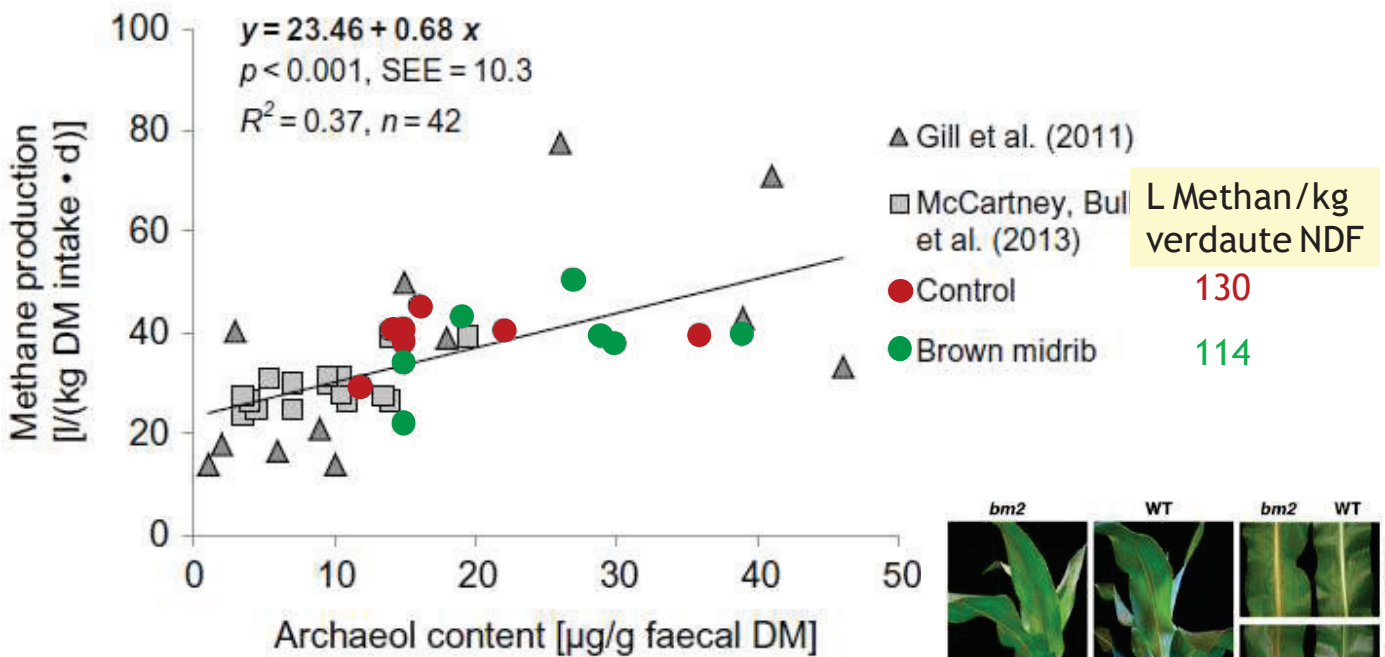 y = 23.46 + 0.68 x
p < 0.001, SEE = 10.3
R² = 0.37, n = 42
Methane production
[l/(kg DM intake • d)]
100
80
60
40
20
0
0 10 20 30 40 50
Archaeol content [µg/g faecal DM]
Gill et al. (2011)
McCartney, Bul
et al. (2013)
Control
Brown midrib
L Methan/kg
verdaute NDF
130
114
bm2 WT bm2 WT